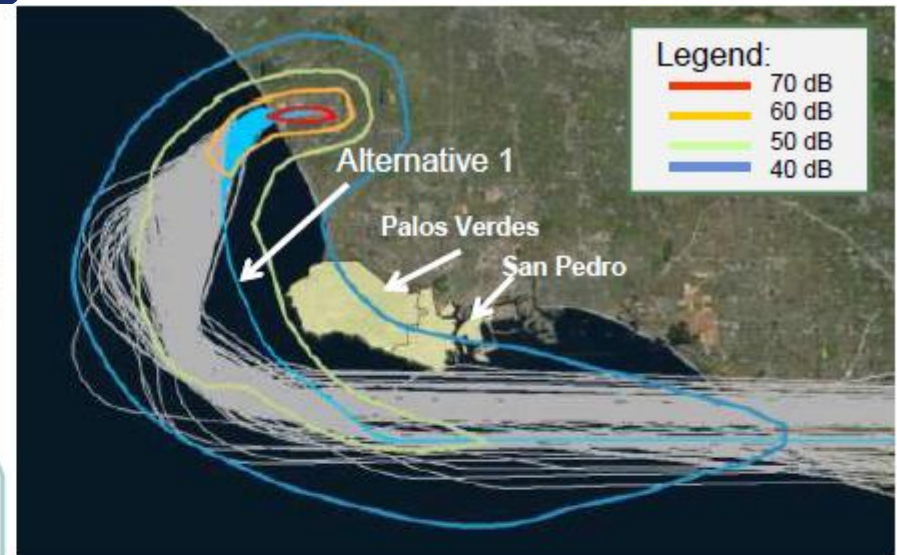 Legend:
70 dB
60 dB
50 dB
40 dB
Alternative 1
Palos Verdes
San Pedro